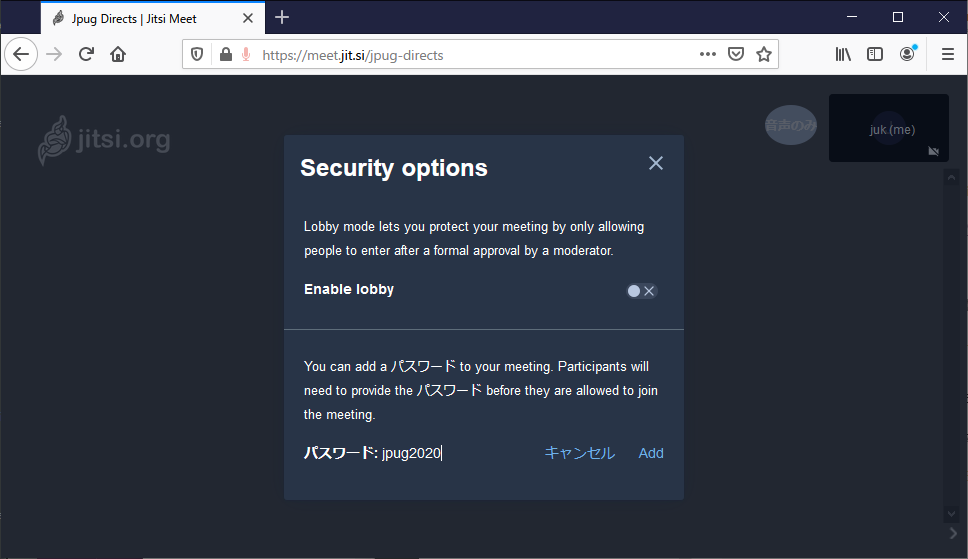 Jpug Directs | Jitsi Meet
https://meet.jit.si/jpug-directs
jitsi.org
音声のみ
juk (me)
Security options
Lobby mode lets you protect your meeting by only allowing
people to enter after a formal approval by a moderator.
Enable lobby
You can add a パスワード to your meeting. Participants will
need to provide the パスワード before they are allowed to join
the meeting.
パスワード: jpug2020
キャンセル Add